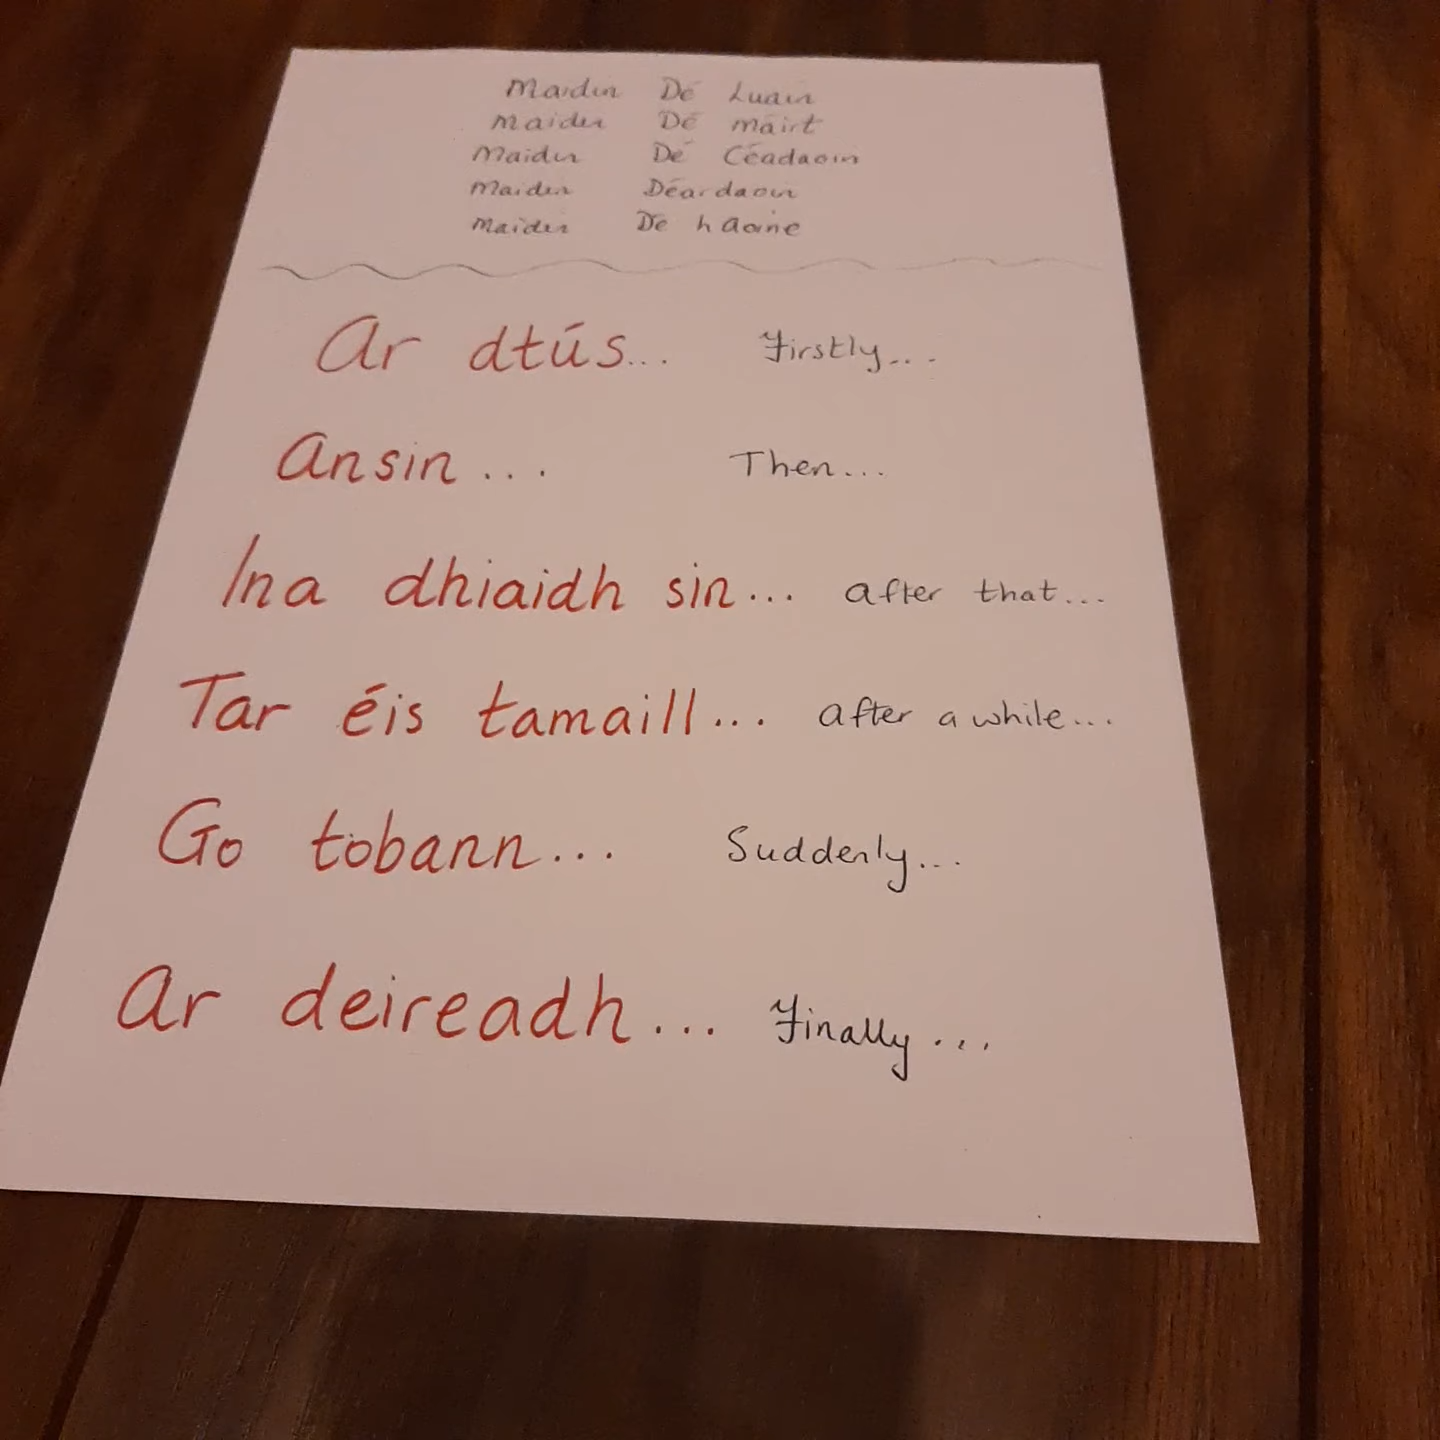 Maidin Dé Luain
Maidin Dé máirt
Maidin Dé Céadaoin
Maidin Déardaoin
Maidin Dé hAoine
Ar dtús... Firstly...
Ansin... Then...
Ina dhiaidh sin... after that...
Tar éis tamaill... after a while...
Go tobann... Suddenly...
Ar deireadh... Finally...